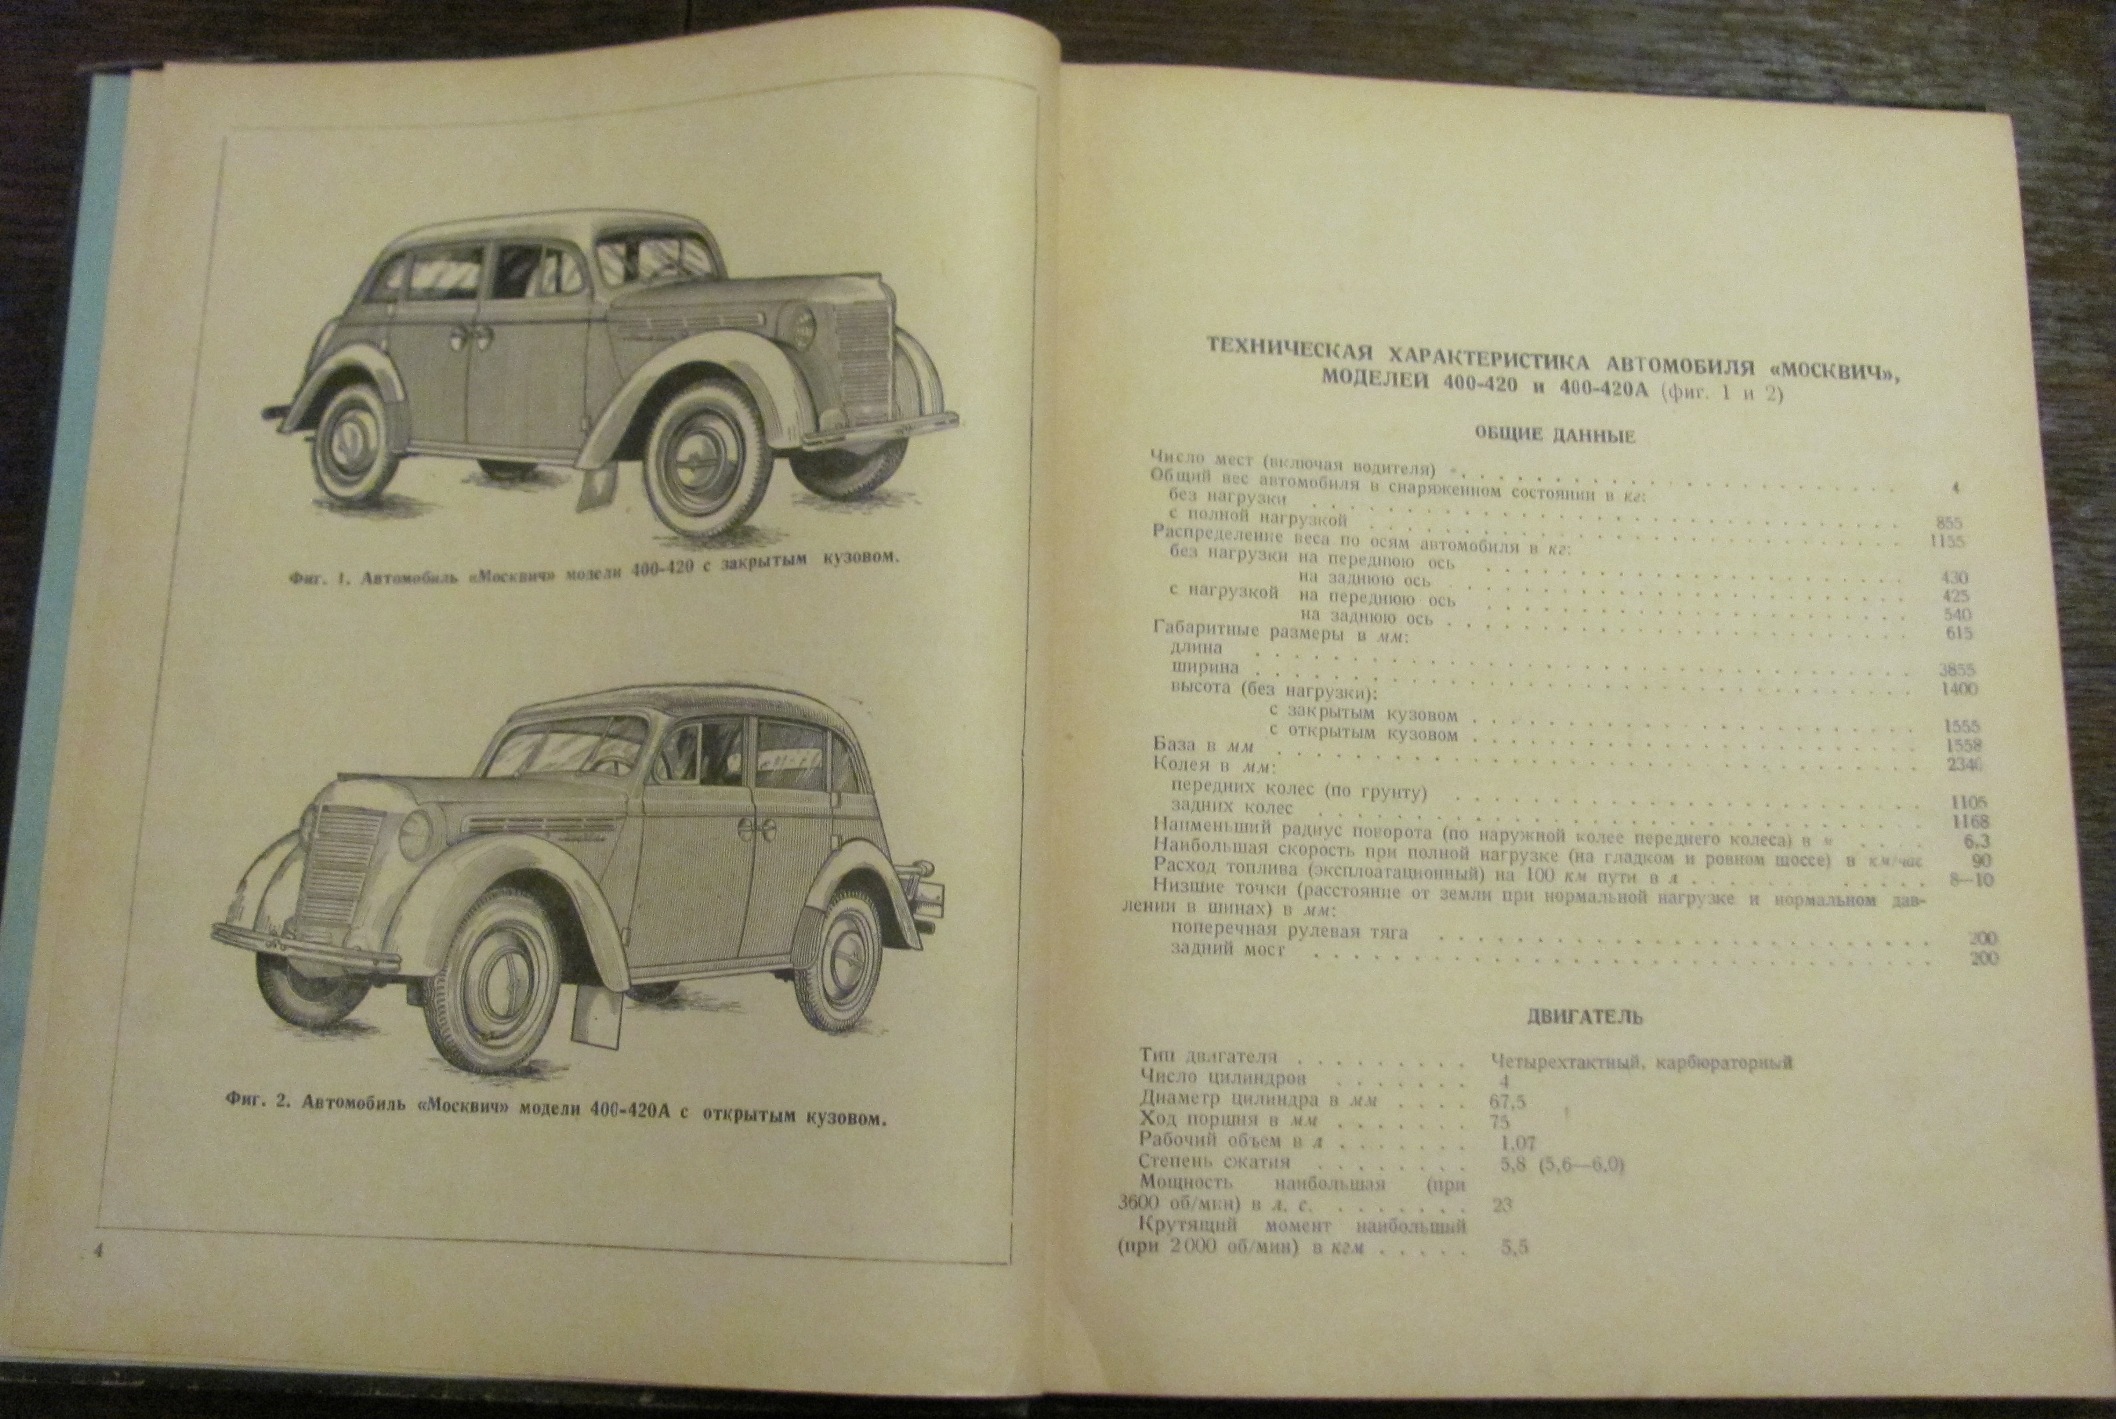 Фиг. 1. Автомобиль «Москвич» модели 400-420 с закрытым кузовом.
Фиг. 2. Автомобиль «Москвич» модели 400-420А с открытым кузовом.
4
ТЕХНИЧЕСКАЯ ХАРАКТЕРИСТИКА АВТОМОБИЛЯ «МОСКВИЧ»,
МОДЕЛЕЙ 400-420 и 400-420А (фиг. 1 и 2)
ОБЩИЕ ДАННЫЕ
Число мест (включая водителя) . . . . . 4
Общий вес автомобиля в снаряженном состоянии в кг:
без нагрузки . . . . . 855
с полной нагрузкой . . . . . 1155
Распределение веса по осям автомобиля в кг:
без нагрузки на переднюю ось . . . . . 430
на заднюю ось . . . . . 425
с нагрузкой на переднюю ось . . . . . 540
на заднюю ось . . . . . 615
Габаритные размеры в мм:
длина . . . . . 3855
ширина . . . . . 1400
высота (без нагрузки):
с закрытым кузовом . . . . . 1555
с открытым кузовом . . . . . 1558
База в мм . . . . . 2340
Колея в мм:
передних колес (по грунту) . . . . . 1105
задних колес . . . . . 1168
Наименьший радиус поворота (по наружной колее переднего колеса) в м . . . . 6,3
Наибольшая скорость при полной нагрузке (на гладком и ровном шоссе) в км/час 90
Расход топлива (эксплоатационный) на 100 км пути в л . . . . . 8—10
Низшие точки (расстояние от земли при нормальной нагрузке и нормальном дав-
лении в шинах) в мм:
поперечная рулевая тяга . . . . . 200
задний мост . . . . . 200
ДВИГАТЕЛЬ
Тип двигателя . . . . . Четырехтактный, карбюраторный
Число цилиндров . . . . . 4
Диаметр цилиндра в мм . . . . 67,5
Ход поршня в мм . . . . . 75
Рабочий объем в л . . . . . 1,07
Степень сжатия . . . . . 5,8 (5,6—6,0)
Мощность наибольшая (при
3600 об/мин) в л. с. . . . . . 23
Крутящий момент наибольший
(при 2000 об/мин) в кгм . . . . . 5,5